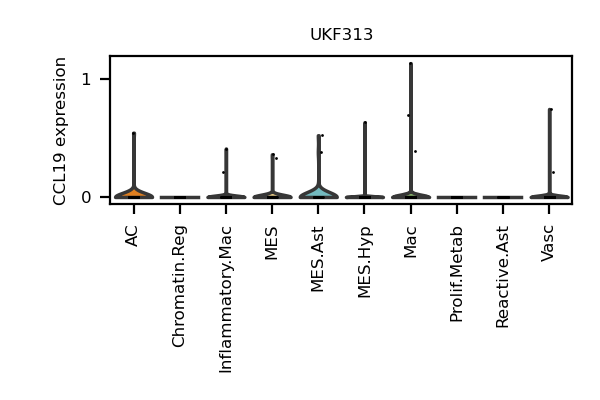 UKF313
CCL19 expression
1
0
AC
Chromatin.Reg
Inflammatory.Mac
MES
MES.Ast
MES.Hyp
Mac
Prolif.Metab
Reactive.Ast
Vasc